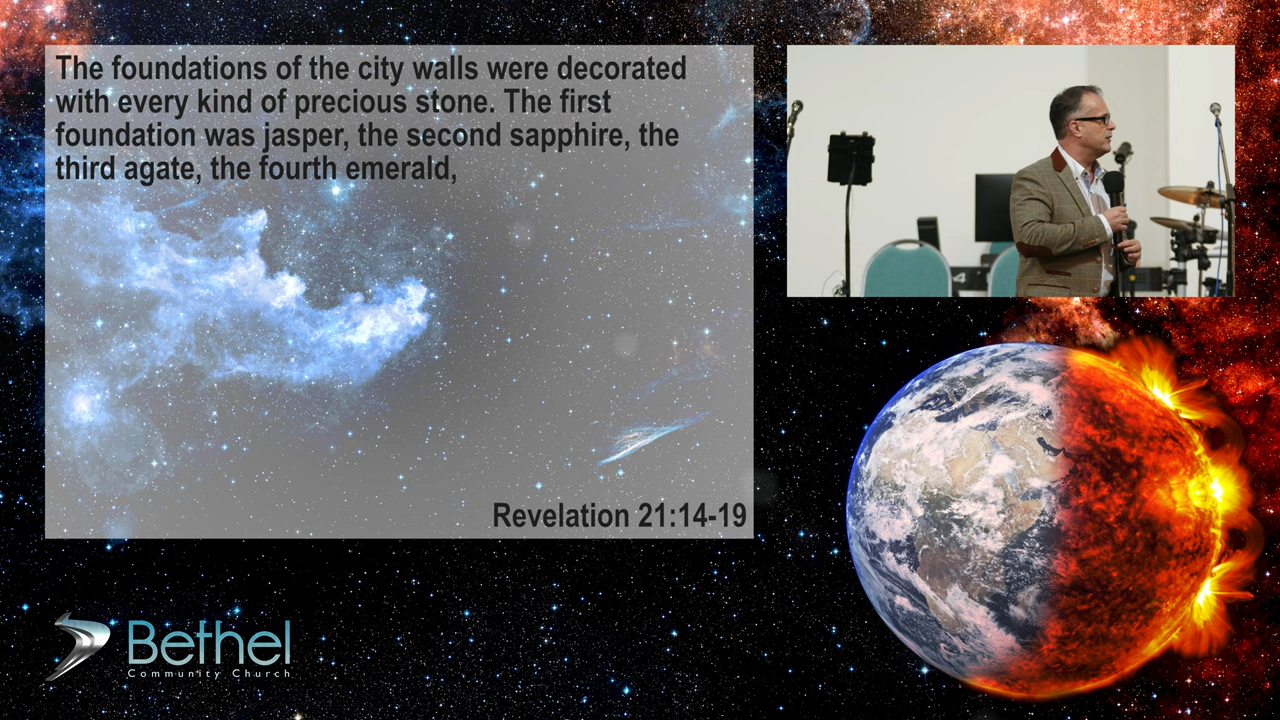 The foundations of the city walls were decorated
with every kind of precious stone. The first
foundation was jasper, the second sapphire, the
third agate, the fourth emerald,
Revelation 21:14-19
Bethel
Community Church